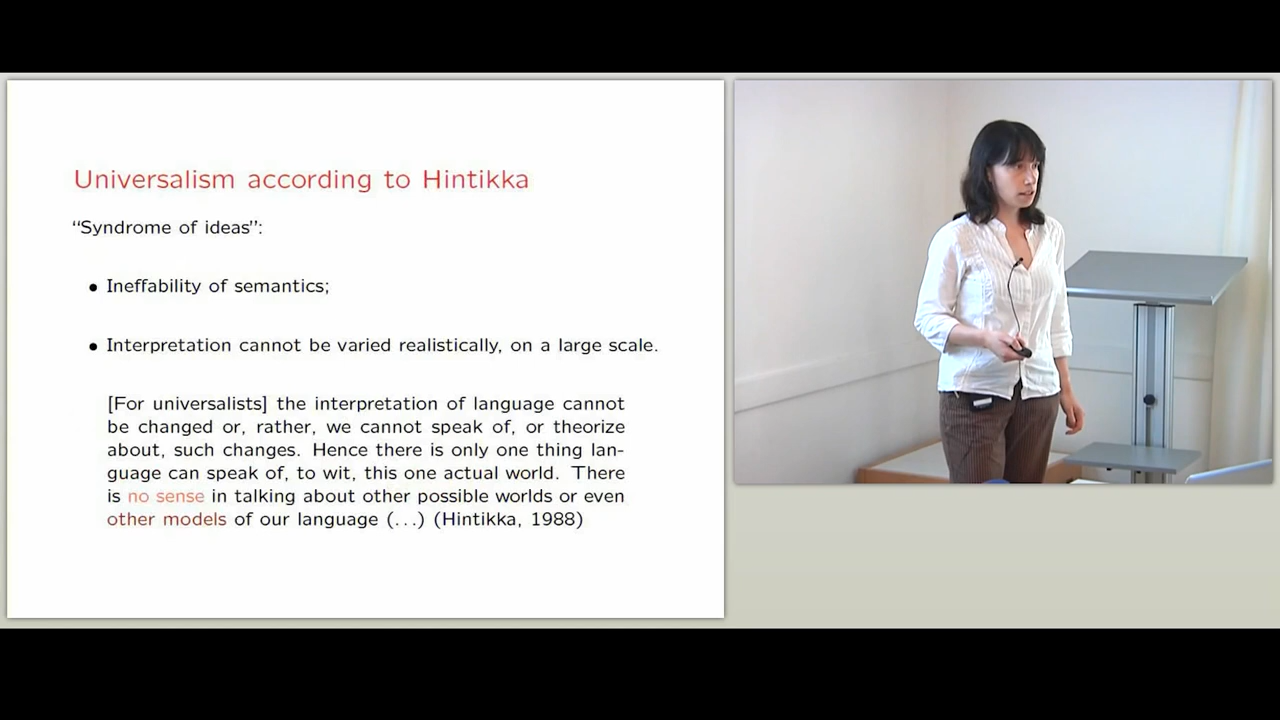 Universalism according to Hintikka
“Syndrome of ideas”:
• Ineffability of semantics;
• Interpretation cannot be varied realistically, on a large scale.
[For universalists] the interpretation of language cannot
be changed or, rather, we cannot speak of, or theorize
about, such changes. Hence there is only one thing lan-
guage can speak of, to wit, this one actual world. There
is no sense in talking about other possible worlds or even
other models of our language (...) (Hintikka, 1988)